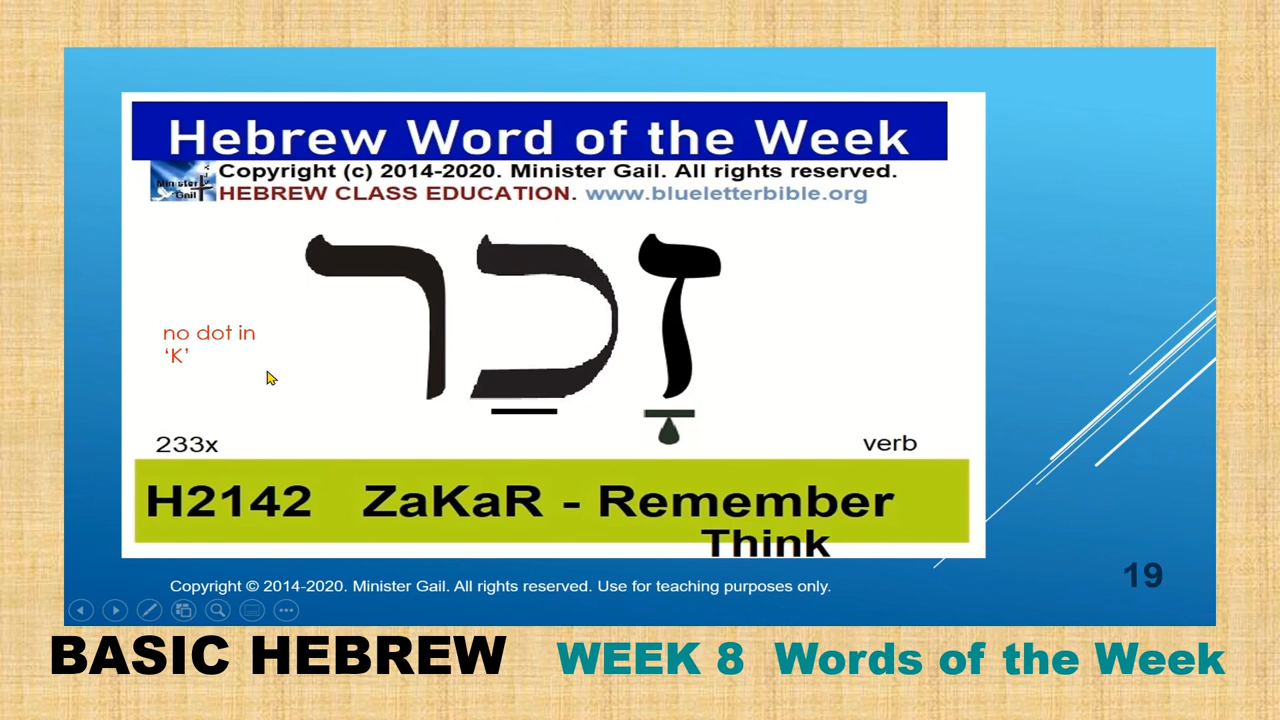 Hebrew Word of the Week
Copyright (c) 2014-2020. Minister Gail. All rights reserved.
Minister
Gail
HEBREW CLASS EDUCATION. www.blueletterbible.org
זָכַר
no dot in
‘K’
233x
verb
H2142 ZaKaR - Remember
Think
Copyright © 2014-2020. Minister Gail. All rights reserved. Use for teaching purposes only.
19
BASIC HEBREW WEEK 8 Words of the Week